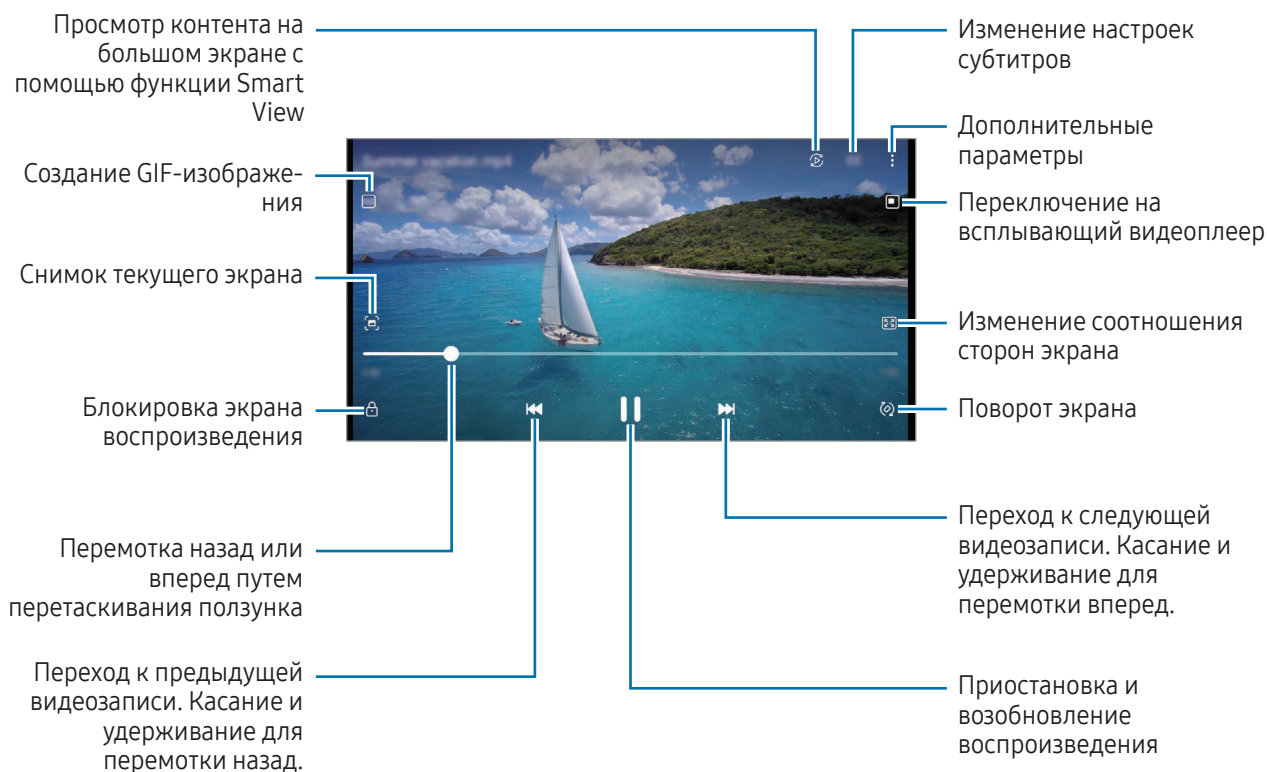 Просмотр контента на
большом экране с
помощью функции Smart
View
Создание GIF-изображе-
ния
Снимок текущего экрана
Блокировка экрана
воспроизведения
Перемотка назад или
вперед путем
перетаскивания ползунка
Переход к предыдущей
видеозаписи. Касание и
удерживание для
перемотки назад.
Summer vacation.mp4
Изменение настроек
субтитров
Дополнительные
параметры
Переключение на
всплывающий видеоплеер
Изменение соотношения
сторон экрана
Поворот экрана
Переход к следующей
видеозаписи. Касание и
удерживание для
перемотки вперед.
Приостановка и
возобновление
воспроизведения